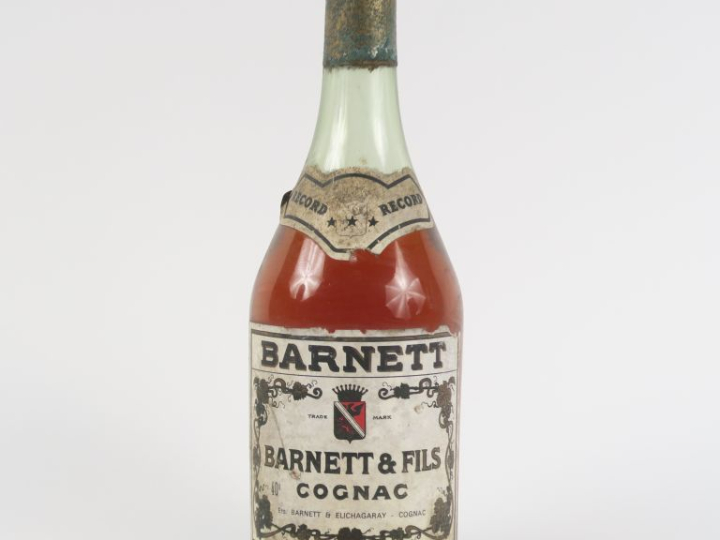 RECORD RECORD
BARNETT
TRADE MARK
BARNETT & FILS
COGNAC
Ets. BARNETT & ELICHAGARAY - COGNAC